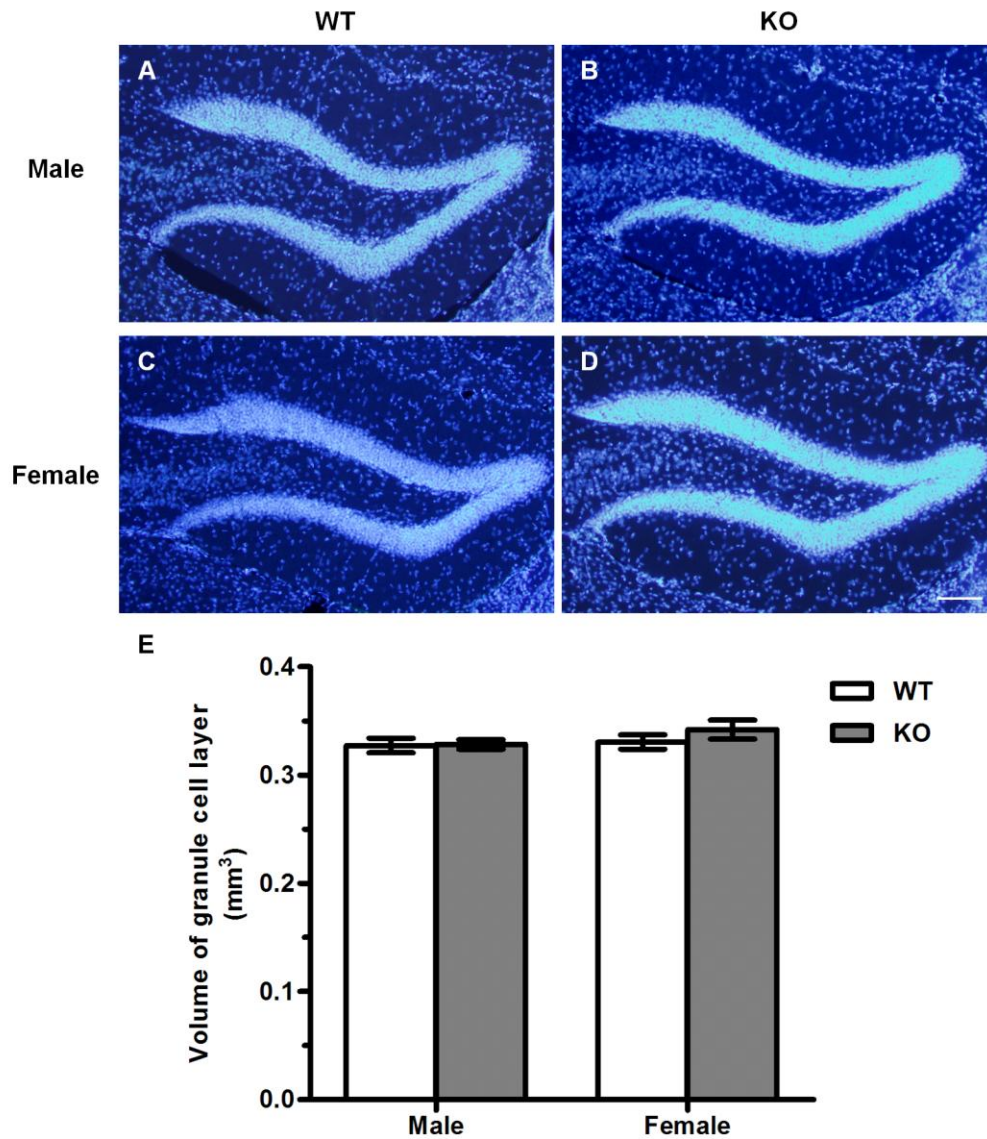 WT KO
A B
Male
C D
Female
E
0.4
0.3
0.2
0.1
0.0
Volume of granule cell layer
(mm³)
WT
KO
Male Female